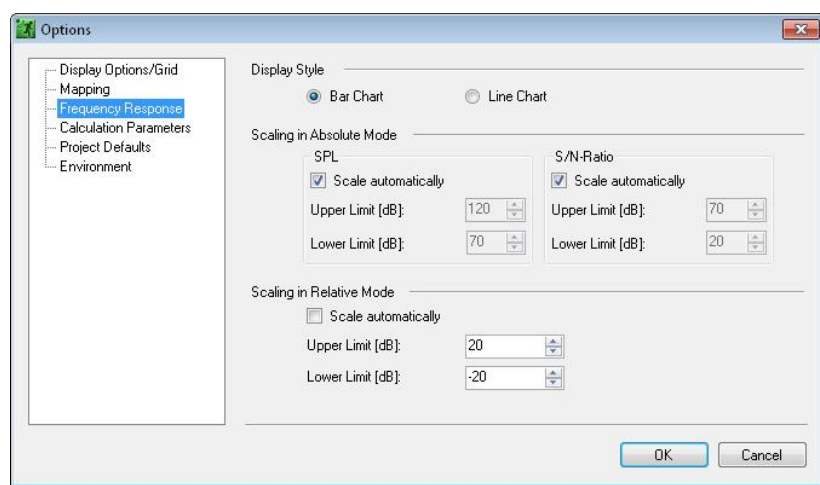 Options
Display Options/Grid
Mapping
Frequency Response
Calculation Parameters
Project Defaults
Environment
Display Style
Bar Chart Line Chart
Scaling in Absolute Mode
SPL
Scale automatically
Upper Limit [dB]: 120
Lower Limit [dB]: 70
S/N-Ratio
Scale automatically
Upper Limit [dB]: 70
Lower Limit [dB]: 20
Scaling in Relative Mode
Scale automatically
Upper Limit [dB]: 20
Lower Limit [dB]: -20
OK Cancel